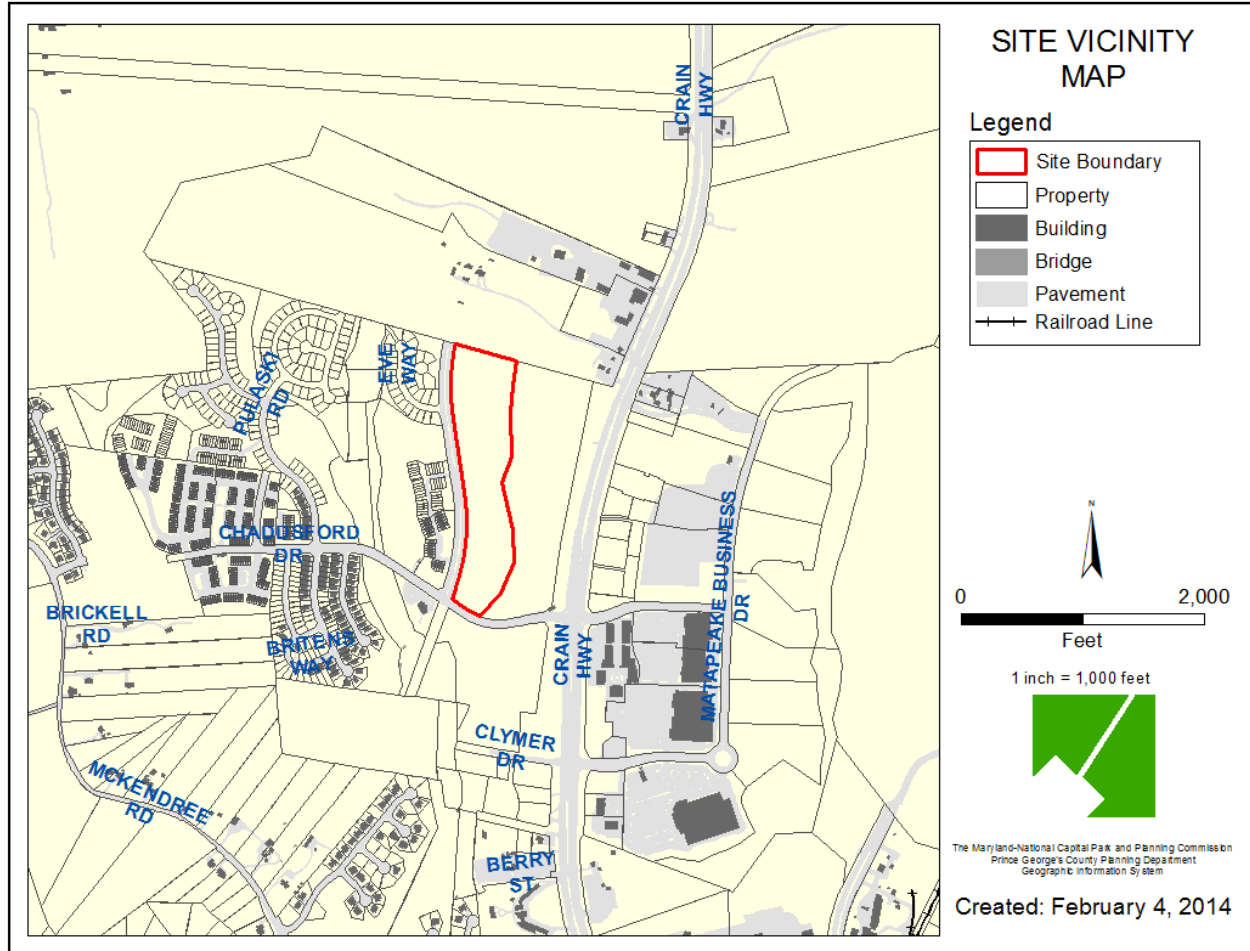 SITE VICINITY
MAP
Legend
Site Boundary
Property
Building
Bridge
Pavement
Railroad Line
N
0 2,000
Feet
1 inch = 1,000 feet
The Maryland-National Capital Park and Planning Commission
Prince George's County Planning Department
Geographic Information System
Created: February 4, 2014
CRAIN
HWY
EVE
WAY
PULASKI
RD
CHADDSFORD
DR
MATAPEAKE BUSINESS
DR
BRICKELL
RD
BRITENS
WAY
CRAIN
HWY
CLYMER
DR
MCKENDREE
RD
BERRY
ST